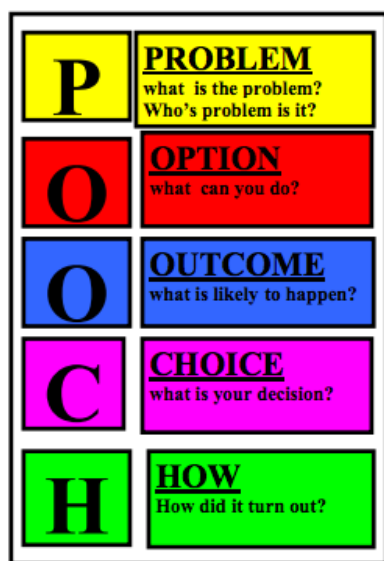 P
PROBLEM
what is the problem?
Who's problem is it?
O
OPTION
what can you do?
O
OUTCOME
what is likely to happen?
C
CHOICE
what is your decision?
H
HOW
How did it turn out?